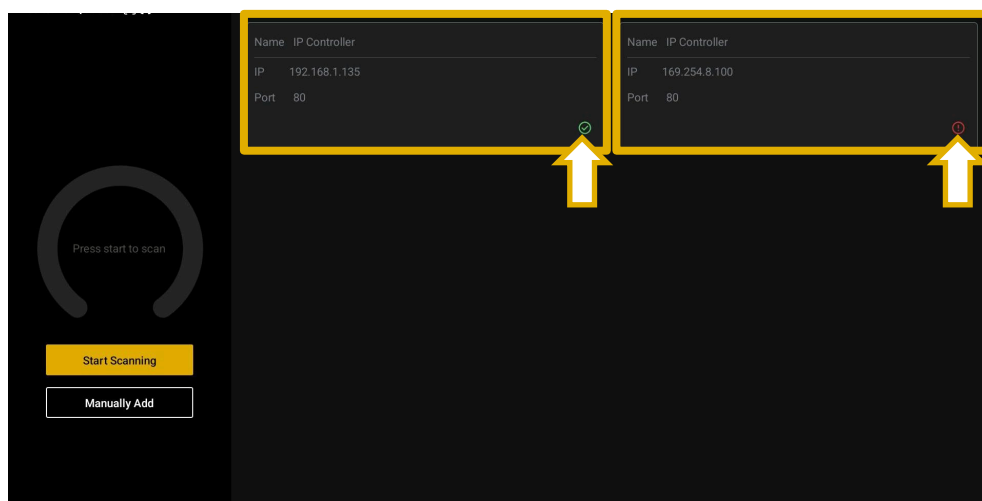 Name IP Controller
IP 192.168.1.135
Port 80
Name IP Controller
IP 169.254.8.100
Port 80
Press start to scan
Start Scanning
Manually Add